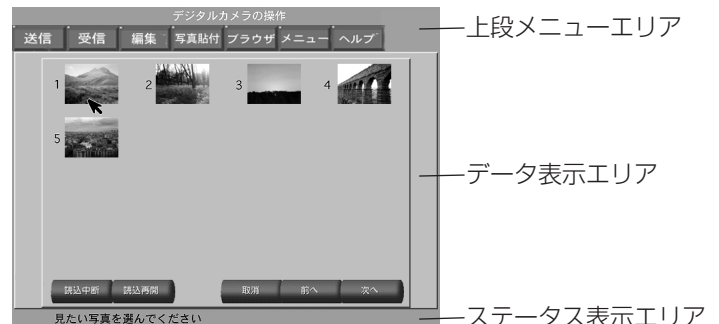 デジタルカメラの操作
送信 受信 編集 写真貼付 ブラウザ メニュー ヘルプ
上段メニューエリア
1 2 3 4
5
データ表示エリア
読込中断 読込再開 取消 前へ 次へ
見たい写真を選んでください
ステータス表示エリア